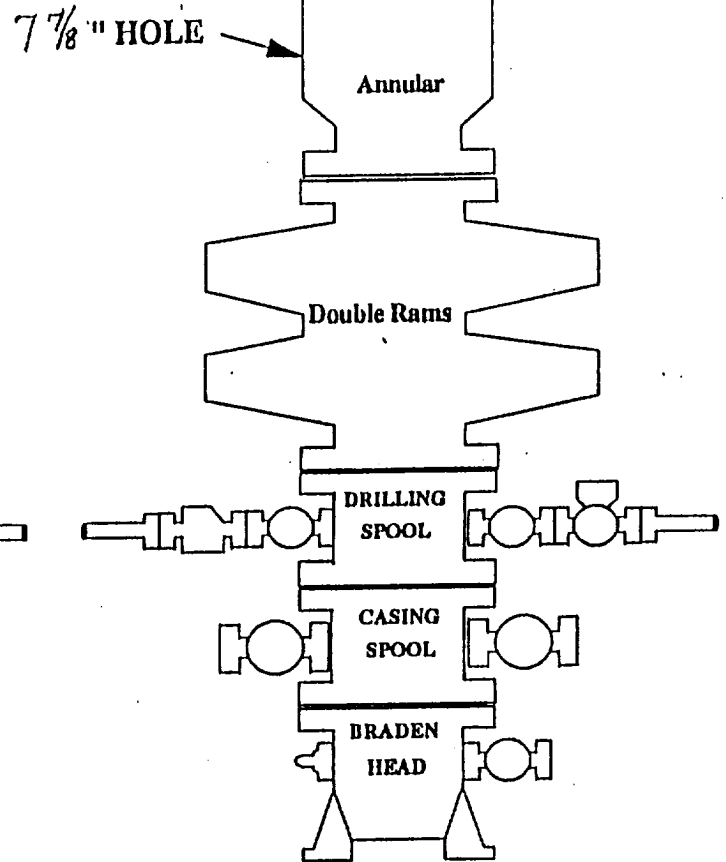 7 7/8" HOLE
Annular
Double Rams
DRILLING
SPOOL
CASING
SPOOL
BRADEN
HEAD